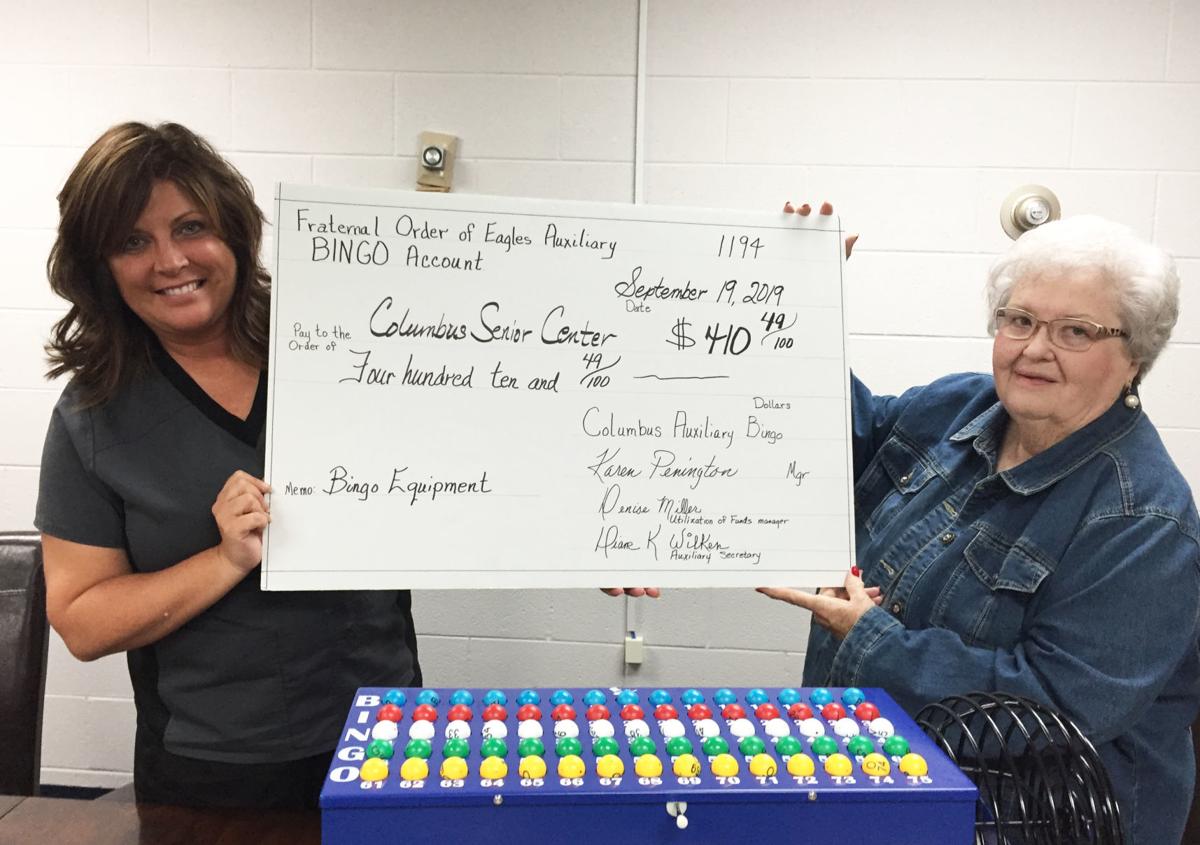 Fraternal Order of Eagles Auxiliary 1194
BINGO Account
September 19, 2019
Date
Pay to the
Order of Columbus Senior Center $ 410 49/100
Four hundred ten and 49/100
Dollars
Columbus Auxiliary Bingo
Karen Penington Mgr
Memo: Bingo Equipment
Denise Miller
Utilization of Funds manager
Diane K Wilken
Auxiliary Secretary
B
I
N
G
O
61 62 63 64 65 66 67 68 69 70 71 72 73 74 75